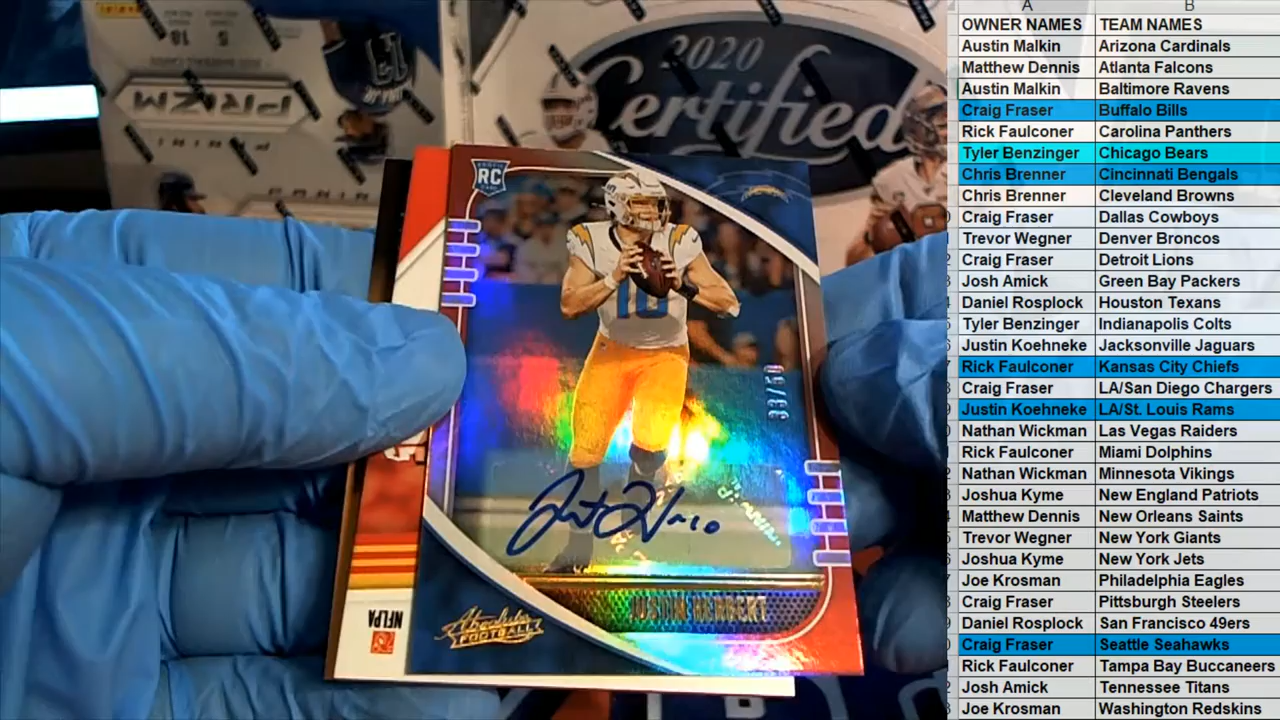 2020
Certified
PRIZM
PANINI
RC
10
33/50
JUSTIN HERBERT
Absolute
FOOTBALL
NFLPA
A B
OWNER NAMES TEAM NAMES
Austin Malkin Arizona Cardinals
Matthew Dennis Atlanta Falcons
Austin Malkin Baltimore Ravens
Craig Fraser Buffalo Bills
Rick Faulconer Carolina Panthers
Tyler Benzinger Chicago Bears
Chris Brenner Cincinnati Bengals
Chris Brenner Cleveland Browns
Craig Fraser Dallas Cowboys
Trevor Wegner Denver Broncos
Craig Fraser Detroit Lions
Josh Amick Green Bay Packers
Daniel Rosplock Houston Texans
Tyler Benzinger Indianapolis Colts
Justin Koehneke Jacksonville Jaguars
Rick Faulconer Kansas City Chiefs
Craig Fraser LA/San Diego Chargers
Justin Koehneke LA/St. Louis Rams
Nathan Wickman Las Vegas Raiders
Rick Faulconer Miami Dolphins
Nathan Wickman Minnesota Vikings
Joshua Kyme New England Patriots
Matthew Dennis New Orleans Saints
Trevor Wegner New York Giants
Joshua Kyme New York Jets
Joe Krosman Philadelphia Eagles
Craig Fraser Pittsburgh Steelers
Daniel Rosplock San Francisco 49ers
Craig Fraser Seattle Seahawks
Rick Faulconer Tampa Bay Buccaneers
Josh Amick Tennessee Titans
Joe Krosman Washington Redskins